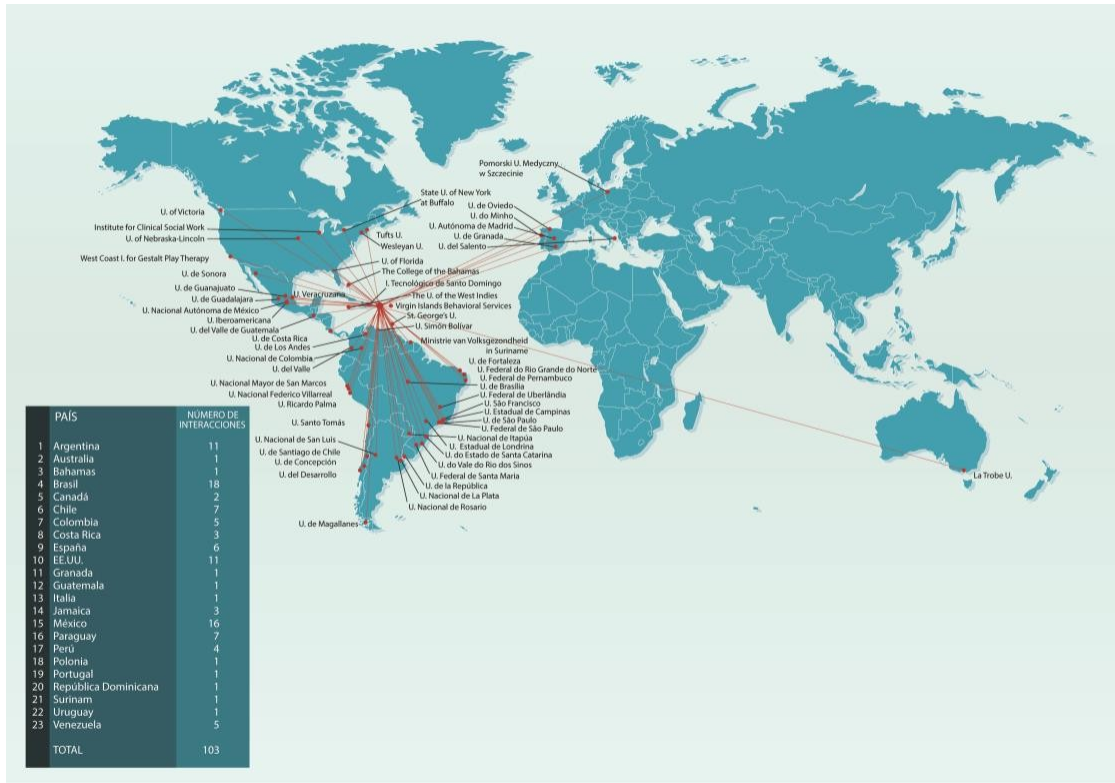 Pomorski U. Medyczny
w Szczecinie
State U. of New York
at Buffalo
U. de Oviedo
U. do Minho
U. Autónoma de Madrid
U. de Granada
U. del Salento
U. of Victoria
Institute for Clinical Social Work
U. of Nebraska-Lincoln
Tufts U.
Wesleyan U.
West Coast I. for Gestalt Play Therapy
U. of Florida
The College of the Bahamas
U. de Sonora
I. Tecnológico de Santo Domingo
U. de Guanajuato
U. Veracruzana
The U. of the West Indies
U. de Guadalajara
Virgin Islands Behavioral Services
U. Nacional Autónoma de México
St. George's U.
U. Iberoamericana
U. Simón Bolívar
U. del Valle de Guatemala
U. de Costa Rica
Ministrie van Volksgezondheid
in Suriname
U. de Los Andes
U. Nacional de Colombia
U. de Fortaleza
U. del Valle
U. Federal do Rio Grande do Norte
U. Federal de Pernambuco
U. Nacional Mayor de San Marcos
U. de Brasília
U. Nacional Federico Villarreal
U. Federal de Uberlândia
U. Ricardo Palma
U. São Francisco
U. Estadual de Campinas
U. Santo Tomás
U. de São Paulo
U. Federal de São Paulo
U. Nacional de San Luis
U. Nacional de Itapúa
U. Estadual de Londrina
U. de Santiago de Chile
U. do Estado de Santa Catarina
U. de Concepción
U. do Vale do Rio dos Sinos
U. del Desarrollo
U. Federal de Santa Maria
La Trobe U.
U. de la República
U. Nacional de La Plata
U. Nacional de Rosario
U. de Magallanes
PAÍS NÚMERO DE
INTERACCIONES
1 Argentina 11
2 Australia 1
3 Bahamas 1
4 Brasil 18
5 Canadá 2
6 Chile 7
7 Colombia 5
8 Costa Rica 3
9 España 6
10 EE.UU. 11
11 Granada 1
12 Guatemala 1
13 Italia 1
14 Jamaica 3
15 México 16
16 Paraguay 7
17 Perú 4
18 Polonia 1
19 Portugal 1
20 República Dominicana 1
21 Surinam 1
22 Uruguay 1
23 Venezuela 5
TOTAL 103